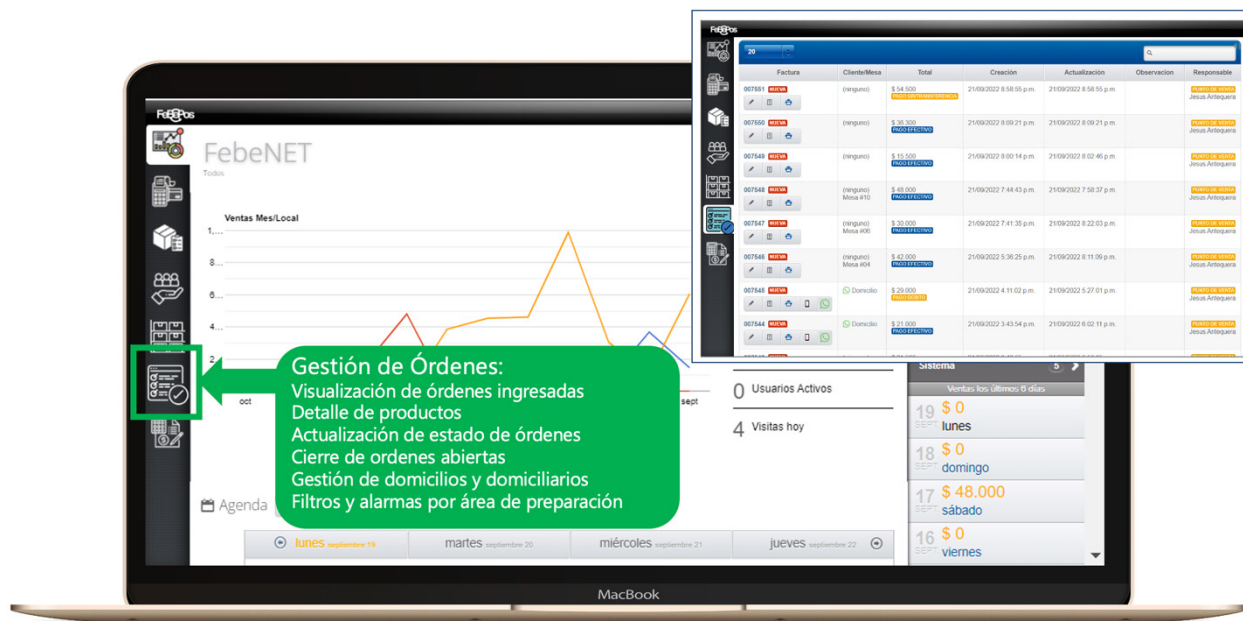 FeBePos
FebeNET
Todos
Ventas Mes/Local
1,...
8...
6...
4...
oct
sept
Gestión de Órdenes:
Visualización de órdenes ingresadas
Detalle de productos
Actualización de estado de órdenes
Cierre de ordenes abiertas
Gestión de domicilios y domiciliarios
Filtros y alarmas por área de preparación
0 Usuarios Activos
4 Visitas hoy
Agenda
lunes septiembre 19 martes septiembre 20 miércoles septiembre 21 jueves septiembre 22
Sistema 5
Ventas los últimos 6 días
19 SEPT $ 0 lunes
18 SEPT $ 0 domingo
17 SEPT $ 48.000 sábado
16 SEPT $ 0 viernes
MacBook
FeBePos
20
Factura Cliente/Mesa Total Creación Actualización Observacion Responsable
007551 NUEVA (ninguno) $ 54.500 21/09/2022 8:58:55 p.m. 21/09/2022 8:58:55 p.m. PUNTO DE VENTA
PAGO EN TRANSFERENCIA Jesus Antequera
007550 NUEVA (ninguno) $ 36.300 21/09/2022 8:09:21 p.m. 21/09/2022 8:09:21 p.m. PUNTO DE VENTA
PAGO EFECTIVO Jesus Antequera
007549 NUEVA (ninguno) $ 15.500 21/09/2022 8:00:14 p.m. 21/09/2022 8:02:46 p.m. PUNTO DE VENTA
PAGO EFECTIVO Jesus Antequera
007548 NUEVA (ninguno) $ 48.000 21/09/2022 7:44:43 p.m. 21/09/2022 7:58:37 p.m. PUNTO DE VENTA
Mesa #10 PAGO EFECTIVO Jesus Antequera
007547 NUEVA (ninguno) $ 30.000 21/09/2022 7:41:35 p.m. 21/09/2022 8:22:03 p.m. PUNTO DE VENTA
Mesa #06 PAGO EFECTIVO Jesus Antequera
007546 NUEVA (ninguno) $ 42.000 21/09/2022 5:36:25 p.m. 21/09/2022 8:11:09 p.m. PUNTO DE VENTA
Mesa #04 PAGO EFECTIVO Jesus Antequera
007545 NUEVA Domicilio $ 29.000 21/09/2022 4:11:02 p.m. 21/09/2022 5:27:01 p.m. PUNTO DE VENTA
PAGO DEBITO Jesus Antequera
007544 NUEVA Domicilio $ 21.000 21/09/2022 3:43:54 p.m. 21/09/2022 6:02:11 p.m. PUNTO DE VENTA
PAGO EFECTIVO Jesus Antequera